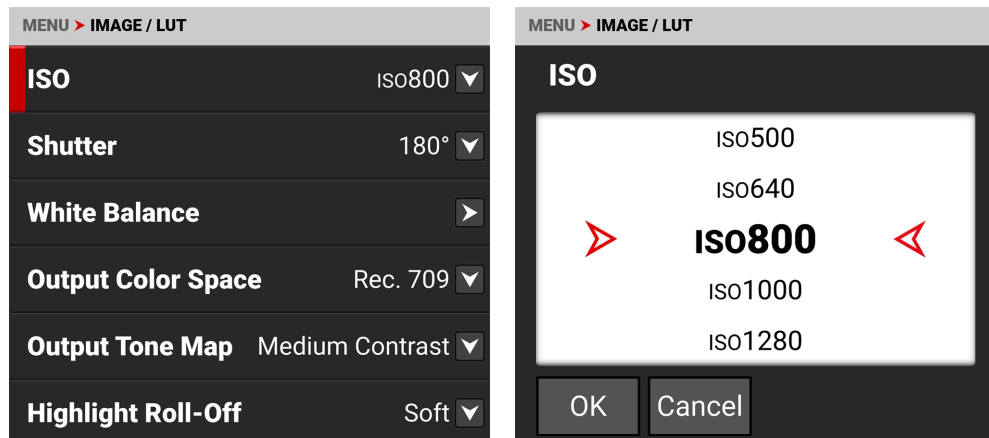 MENU ➤ IMAGE / LUT
ISO ISO800
Shutter 180°
White Balance
Output Color Space Rec. 709
Output Tone Map Medium Contrast
Highlight Roll-Off Soft
MENU ➤ IMAGE / LUT
ISO
ISO500
ISO640
ISO800
ISO1000
ISO1280
OK Cancel